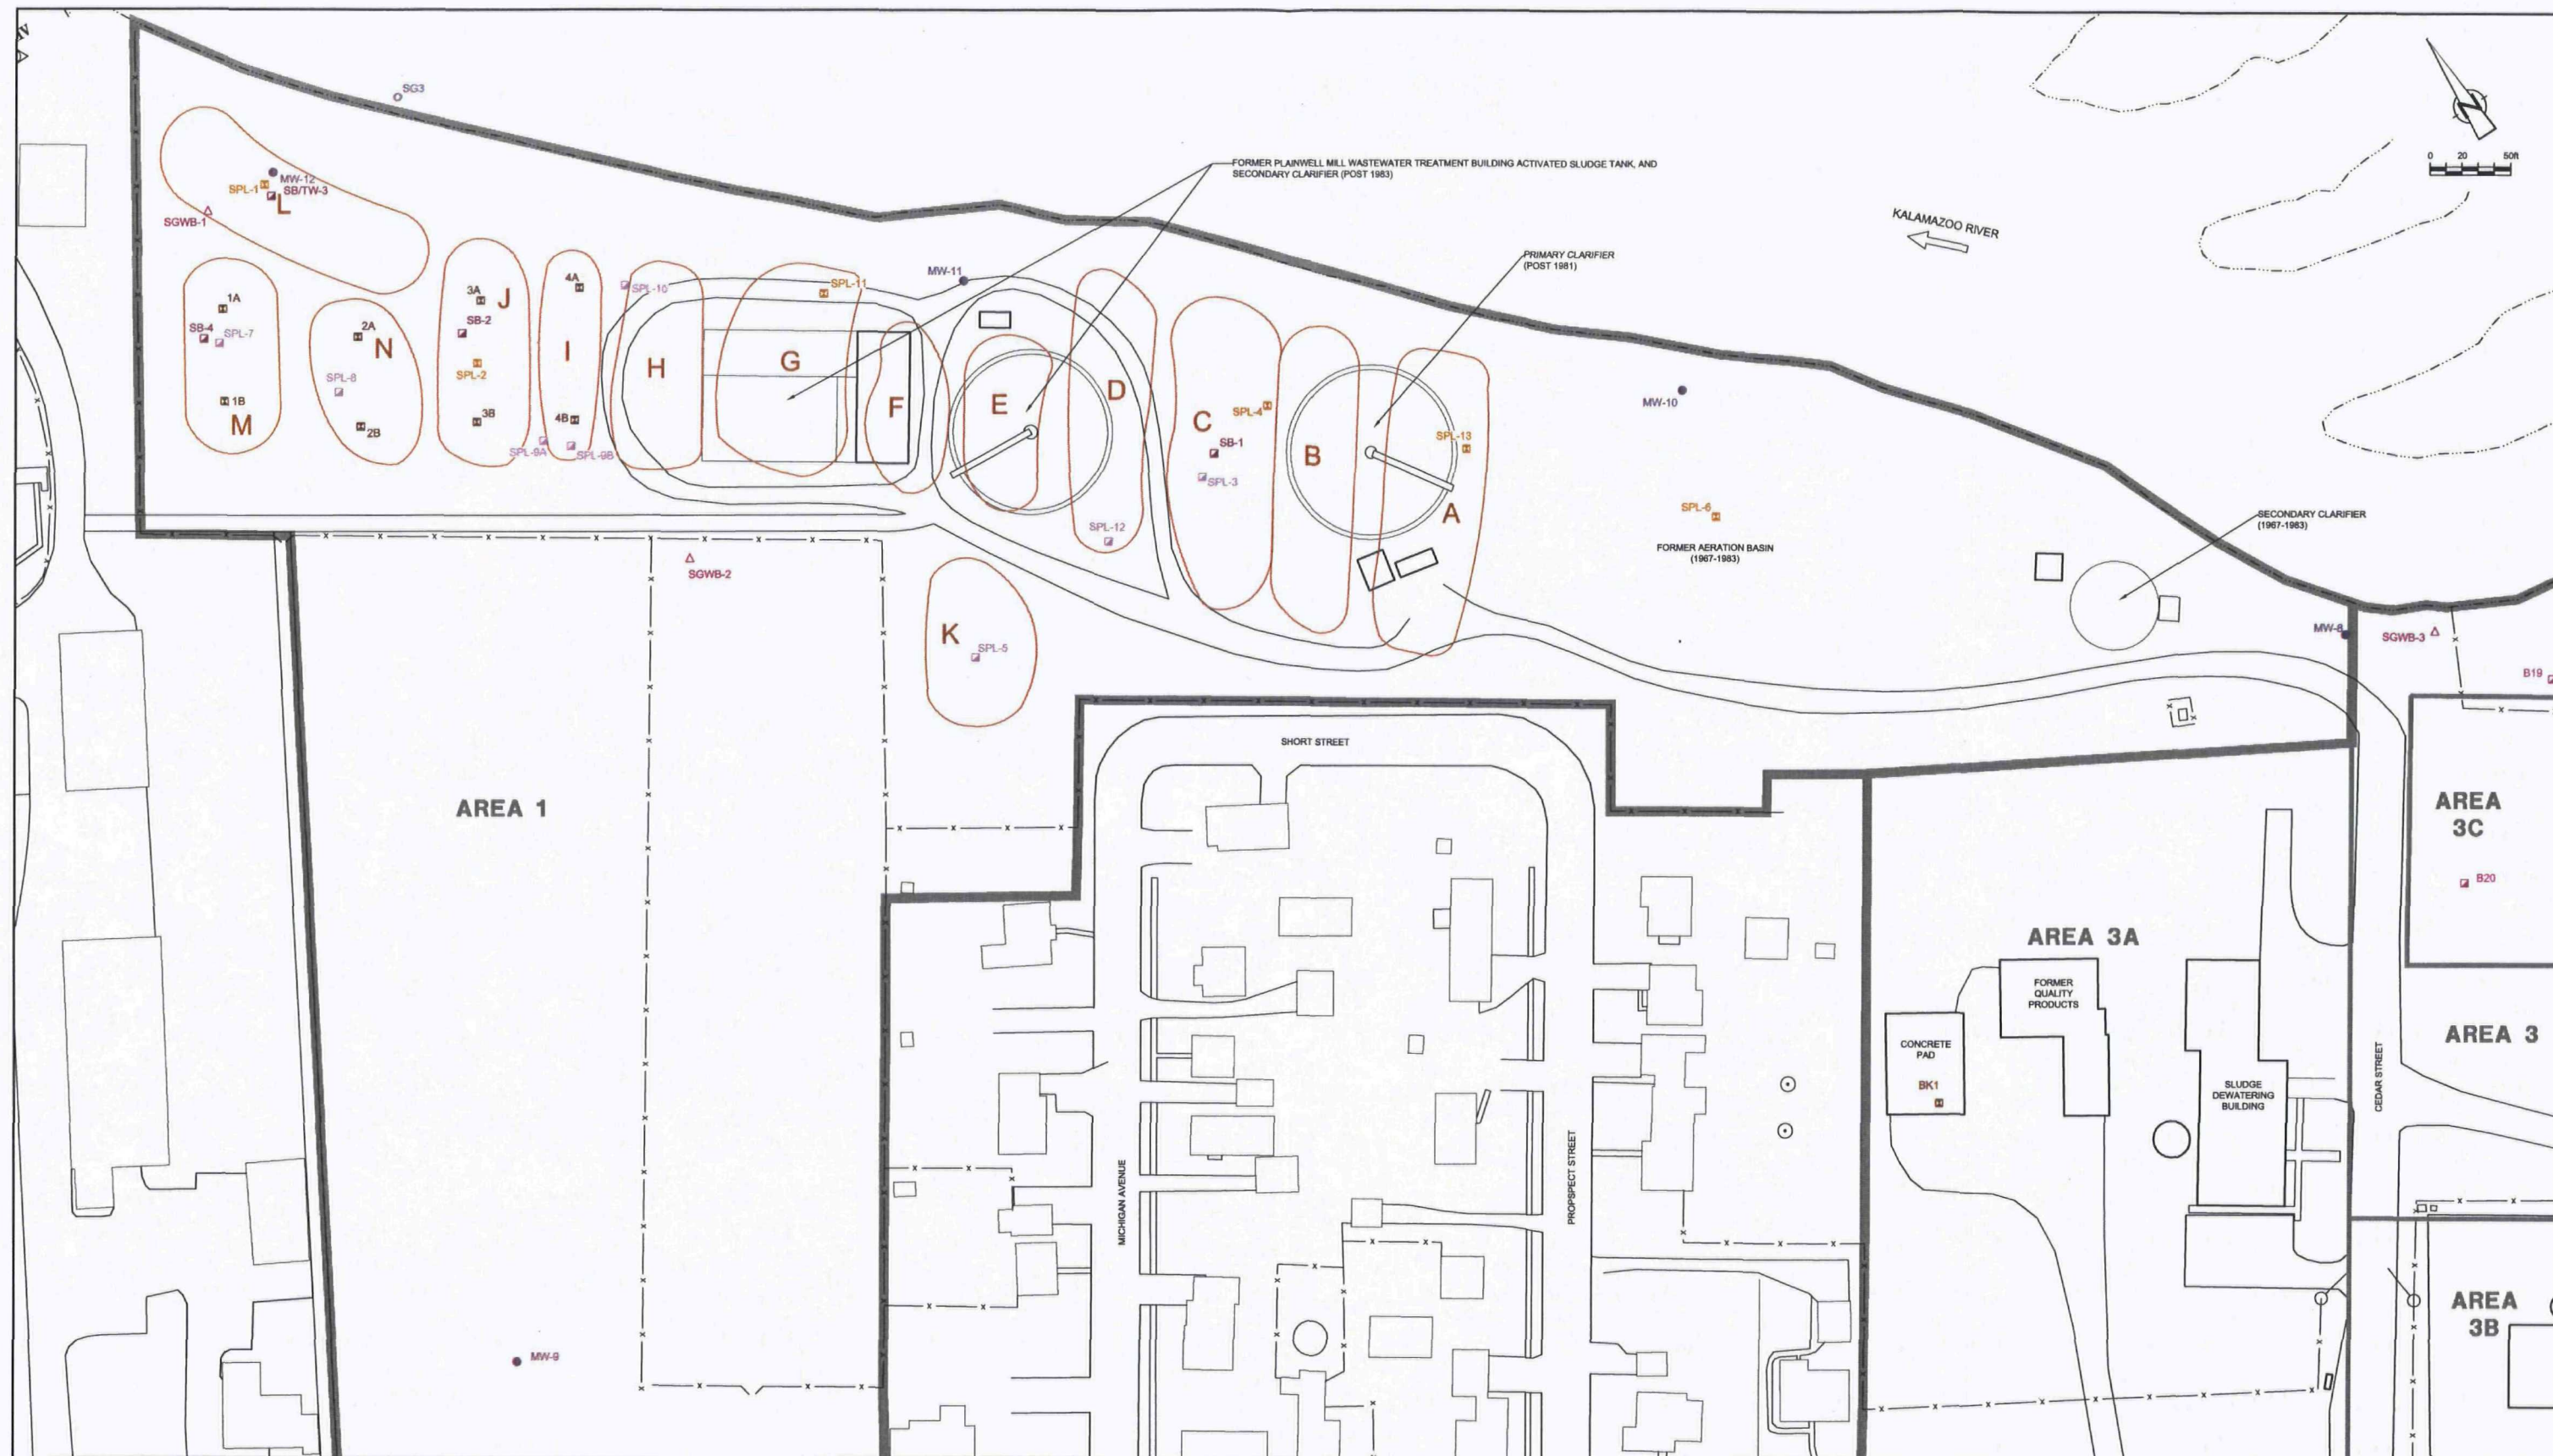 SG3
MW-12
SPL-1
SB/TW-3
L
SGWB-1
FORMER PLAINWELL MILL WASTEWATER TREATMENT BUILDING ACTIVATED SLUDGE TANK, AND
SECONDARY CLARIFIER (POST 1983)
N
0 20 50ft
KALAMAZOO RIVER
PRIMARY CLARIFIER
(POST 1981)
1A
SB-4
SPL-7
1B
M
2A
N
SPL-8
2B
3A
J
SB-2
SPL-2
3B
4A
I
4B
SPL-9A
SPL-9B
SPL-10
H
G
SPL-11
F
MW-11
E
D
SPL-12
C
SPL-4
SB-1
SPL-3
B
SPL-13
A
MW-10
SPL-6
FORMER AERATION BASIN
(1967-1983)
SECONDARY CLARIFIER
(1967-1983)
SGWB-2
K
SPL-5
MW-8
SGWB-3
B19
SHORT STREET
AREA 1
AREA
3C
B20
AREA 3A
FORMER
QUALITY
PRODUCTS
CONCRETE
PAD
BK1
SLUDGE
DEWATERING
BUILDING
CEDAR STREET
AREA 3
MICHIGAN AVENUE
PROPSPECT STREET
AREA
3B
MW-9